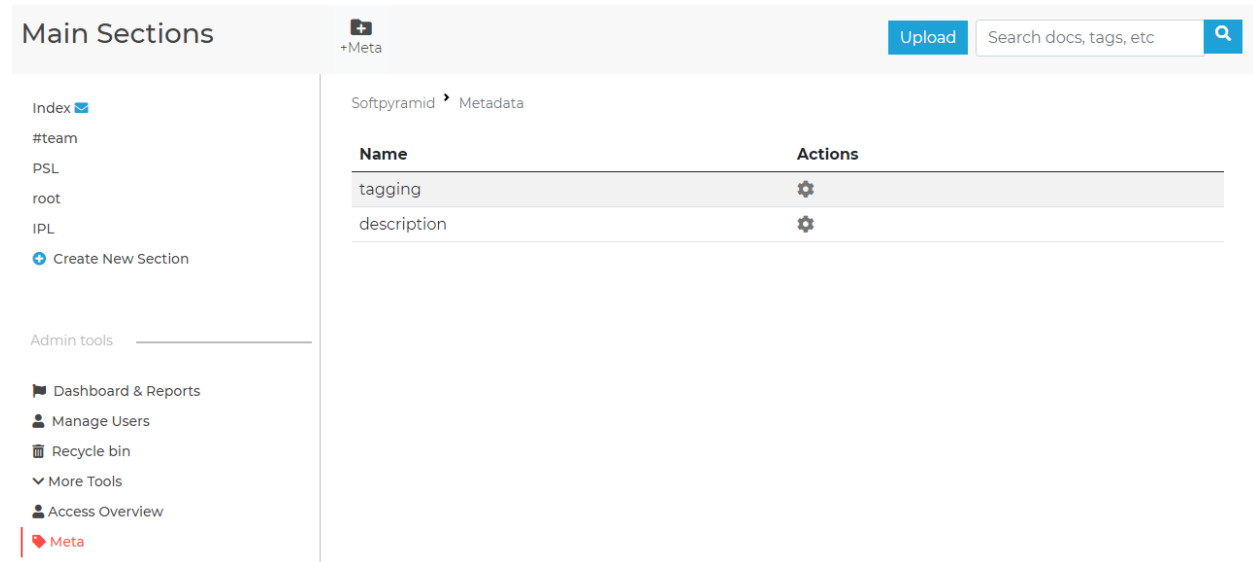 Main Sections
+Meta
Upload
Search docs, tags, etc
Index
#team
PSL
root
IPL
Create New Section
Admin tools
Dashboard & Reports
Manage Users
Recycle bin
More Tools
Access Overview
Meta
Softpyramid › Metadata
Name Actions
tagging
description